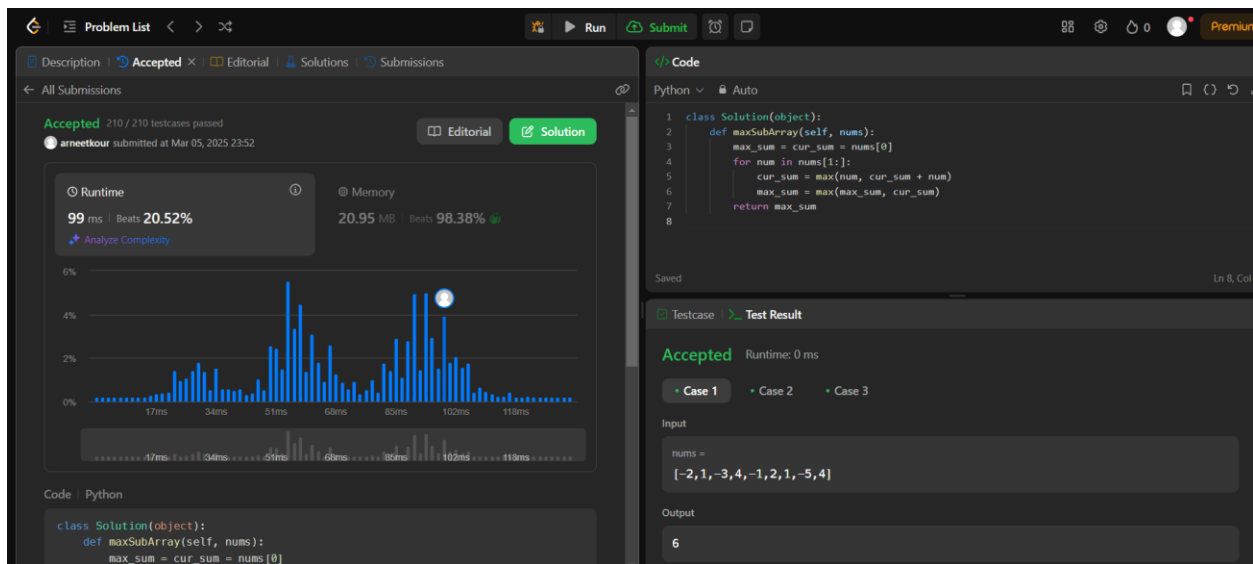 Problem List
Run
Submit
0
Premium
Description
Accepted
Editorial
Solutions
Submissions
All Submissions
Accepted 210 / 210 testcases passed
arneetkour submitted at Mar 05, 2025 23:52
Editorial
Solution
Runtime
99 ms | Beats 20.52%
Analyze Complexity
Memory
20.95 MB | Beats 98.38%
6%
4%
2%
0%
17ms 34ms 51ms 68ms 85ms 102ms 118ms
17ms 34ms 51ms 68ms 85ms 102ms 118ms
Code | Python
class Solution(object):
def maxSubArray(self, nums):
max_sum = cur_sum = nums[0]
</> Code
Python Auto
1 class Solution(object):
2 def maxSubArray(self, nums):
3 max_sum = cur_sum = nums[0]
4 for num in nums[1:]:
5 cur_sum = max(num, cur_sum + num)
6 max_sum = max(max_sum, cur_sum)
7 return max_sum
8
Saved
Ln 8, Col
Testcase
>_ Test Result
Accepted Runtime: 0 ms
• Case 1 • Case 2 • Case 3
Input
nums =
[-2,1,-3,4,-1,2,1,-5,4]
Output
6